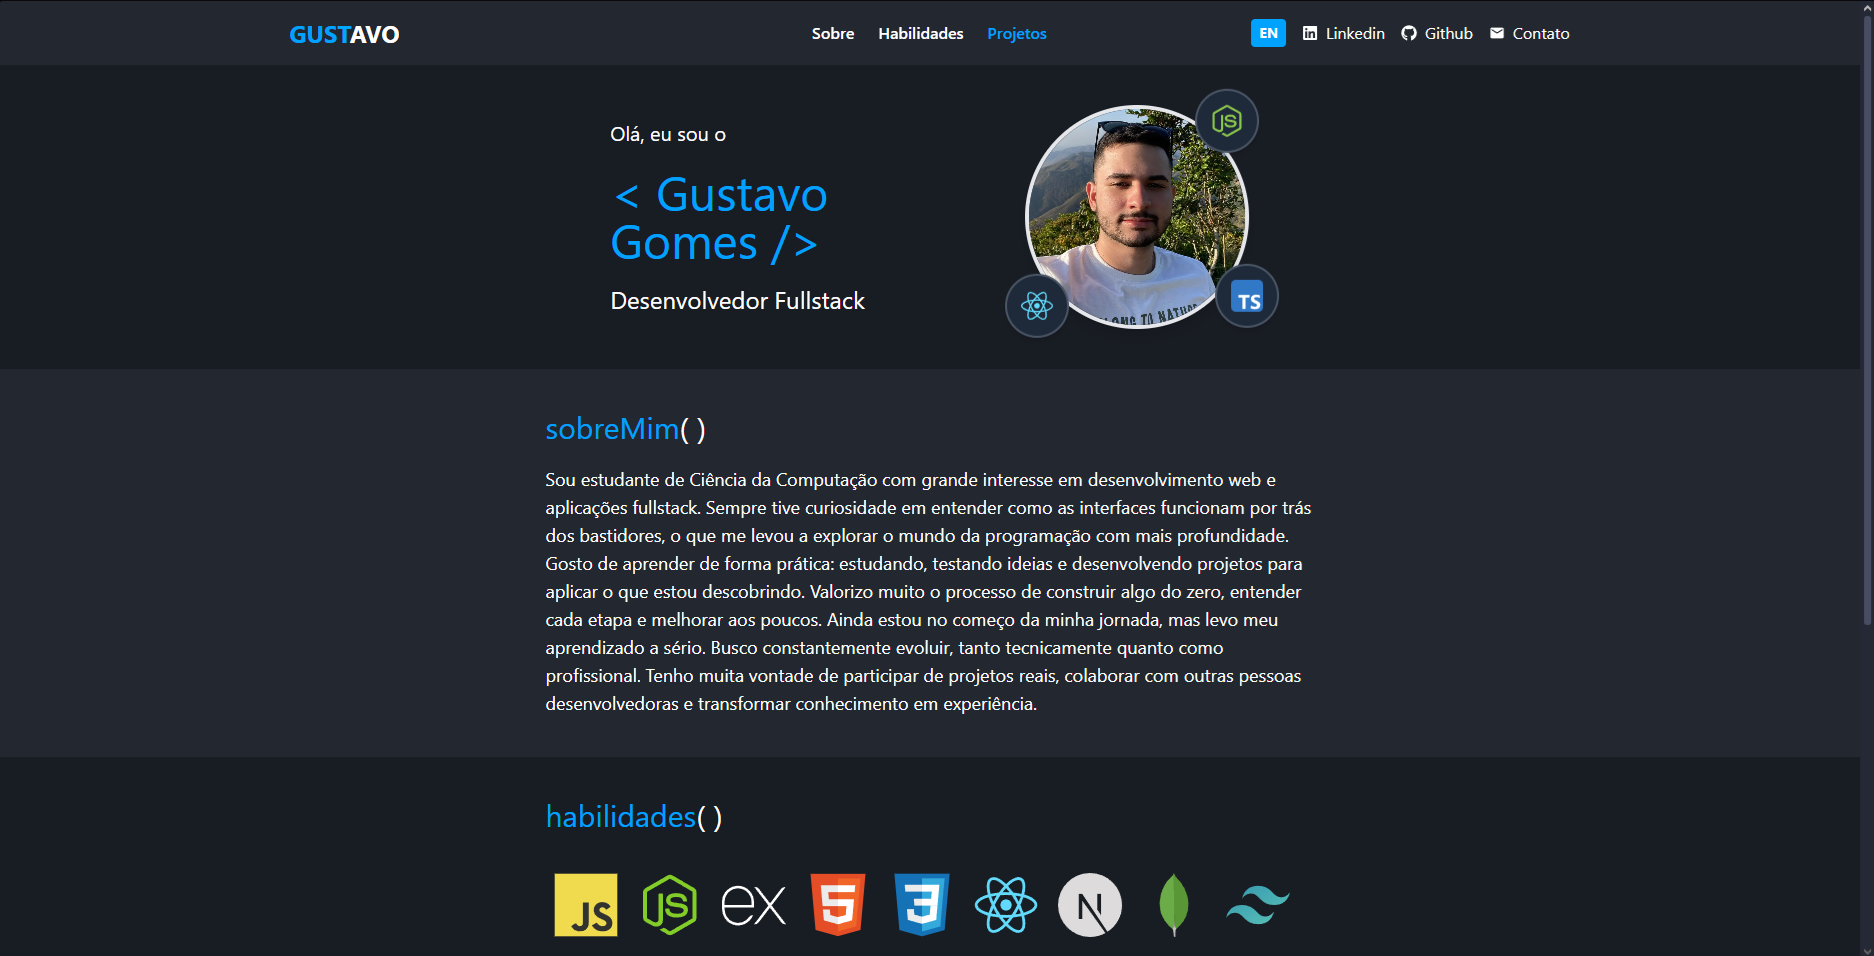 GUSTAVO
Sobre Habilidades Projetos
EN Linkedin Github Contato
Olá, eu sou o
< Gustavo
Gomes />
Desenvolvedor Fullstack
JS
TS
LONG TO NATURE
sobreMim( )
Sou estudante de Ciência da Computação com grande interesse em desenvolvimento web e
aplicações fullstack. Sempre tive curiosidade em entender como as interfaces funcionam por trás
dos bastidores, o que me levou a explorar o mundo da programação com mais profundidade.
Gosto de aprender de forma prática: estudando, testando ideias e desenvolvendo projetos para
aplicar o que estou descobrindo. Valorizo muito o processo de construir algo do zero, entender
cada etapa e melhorar aos poucos. Ainda estou no começo da minha jornada, mas levo meu
aprendizado a sério. Busco constantemente evoluir, tanto tecnicamente quanto como
profissional. Tenho muita vontade de participar de projetos reais, colaborar com outras pessoas
desenvolvedoras e transformar conhecimento em experiência.
habilidades( )
JS JS ex 5 3 N